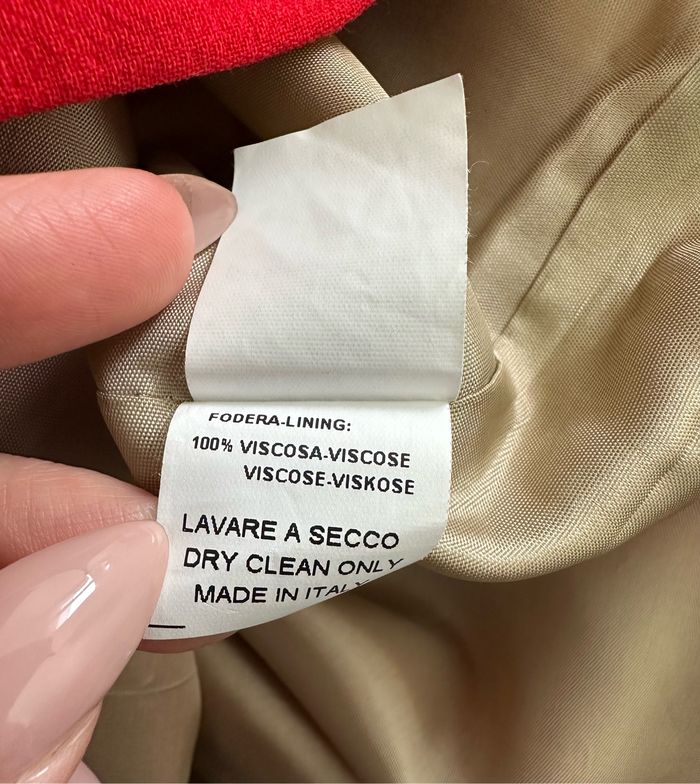 FODERA-LINING:
100% VISCOSA-VISCOSE
VISCOSE-VISKOSE
LAVARE A SECCO
DRY CLEAN ONLY
MADE IN ITALY